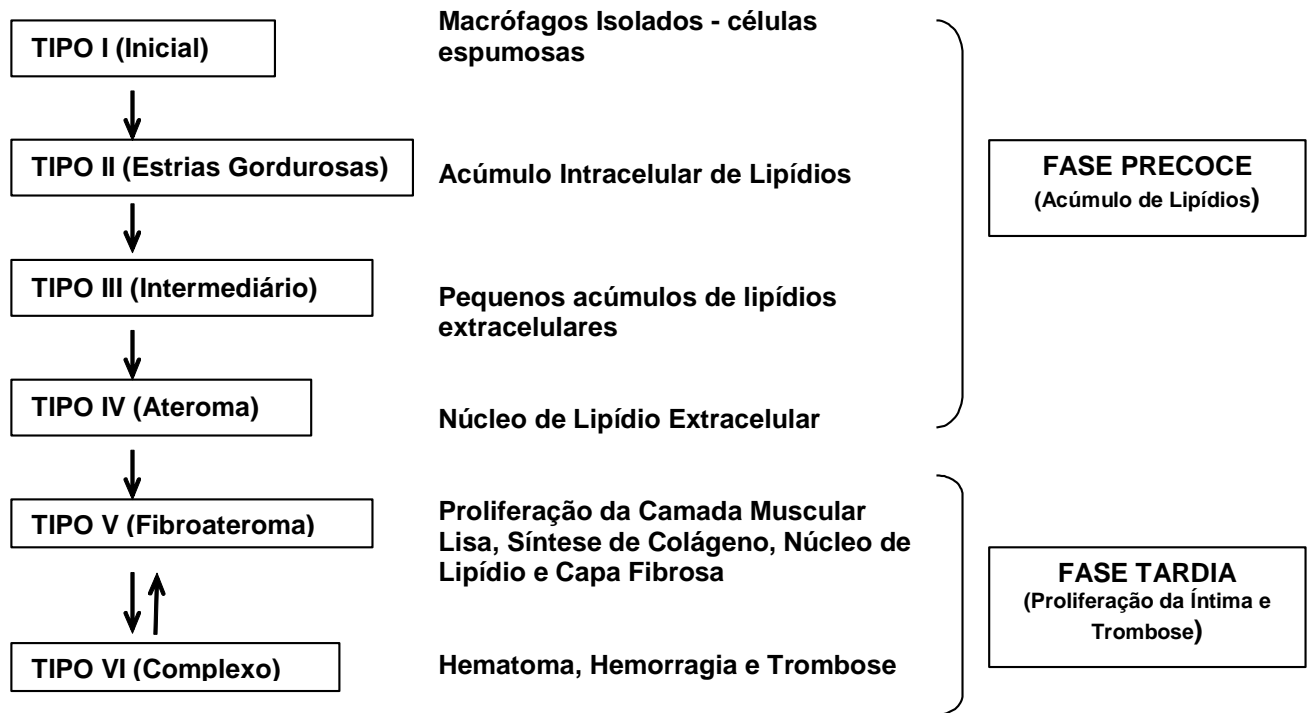 TIPO I (Inicial)
Macrófagos Isolados - células
espumosas
TIPO II (Estrias Gordurosas)
Acúmulo Intracelular de Lipídios
TIPO III (Intermediário)
Pequenos acúmulos de lipídios
extracelulares
TIPO IV (Ateroma)
Núcleo de Lipídio Extracelular
FASE PRECOCE
(Acúmulo de Lipídios)
TIPO V (Fibroateroma)
Proliferação da Camada Muscular
Lisa, Síntese de Colágeno, Núcleo de
Lipídio e Capa Fibrosa
TIPO VI (Complexo)
Hematoma, Hemorragia e Trombose
FASE TARDIA
(Proliferação da Íntima e
Trombose)